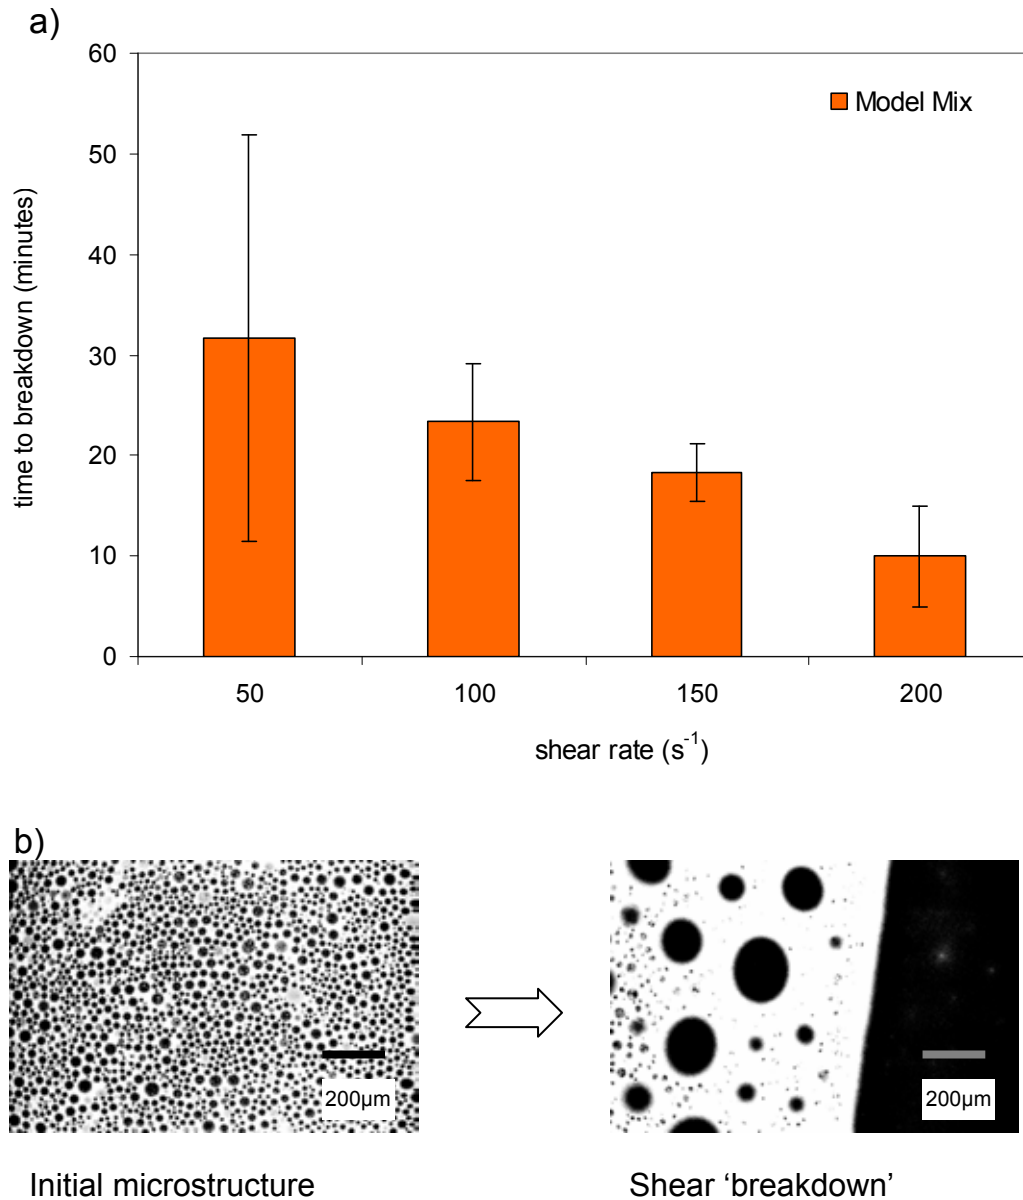 a)
60
Model Mix
50
40
30
20
10
0
time to breakdown (minutes)
50 100 150 200
shear rate (s⁻¹)
b)
200µm 200µm
Initial microstructure Shear ‘breakdown’